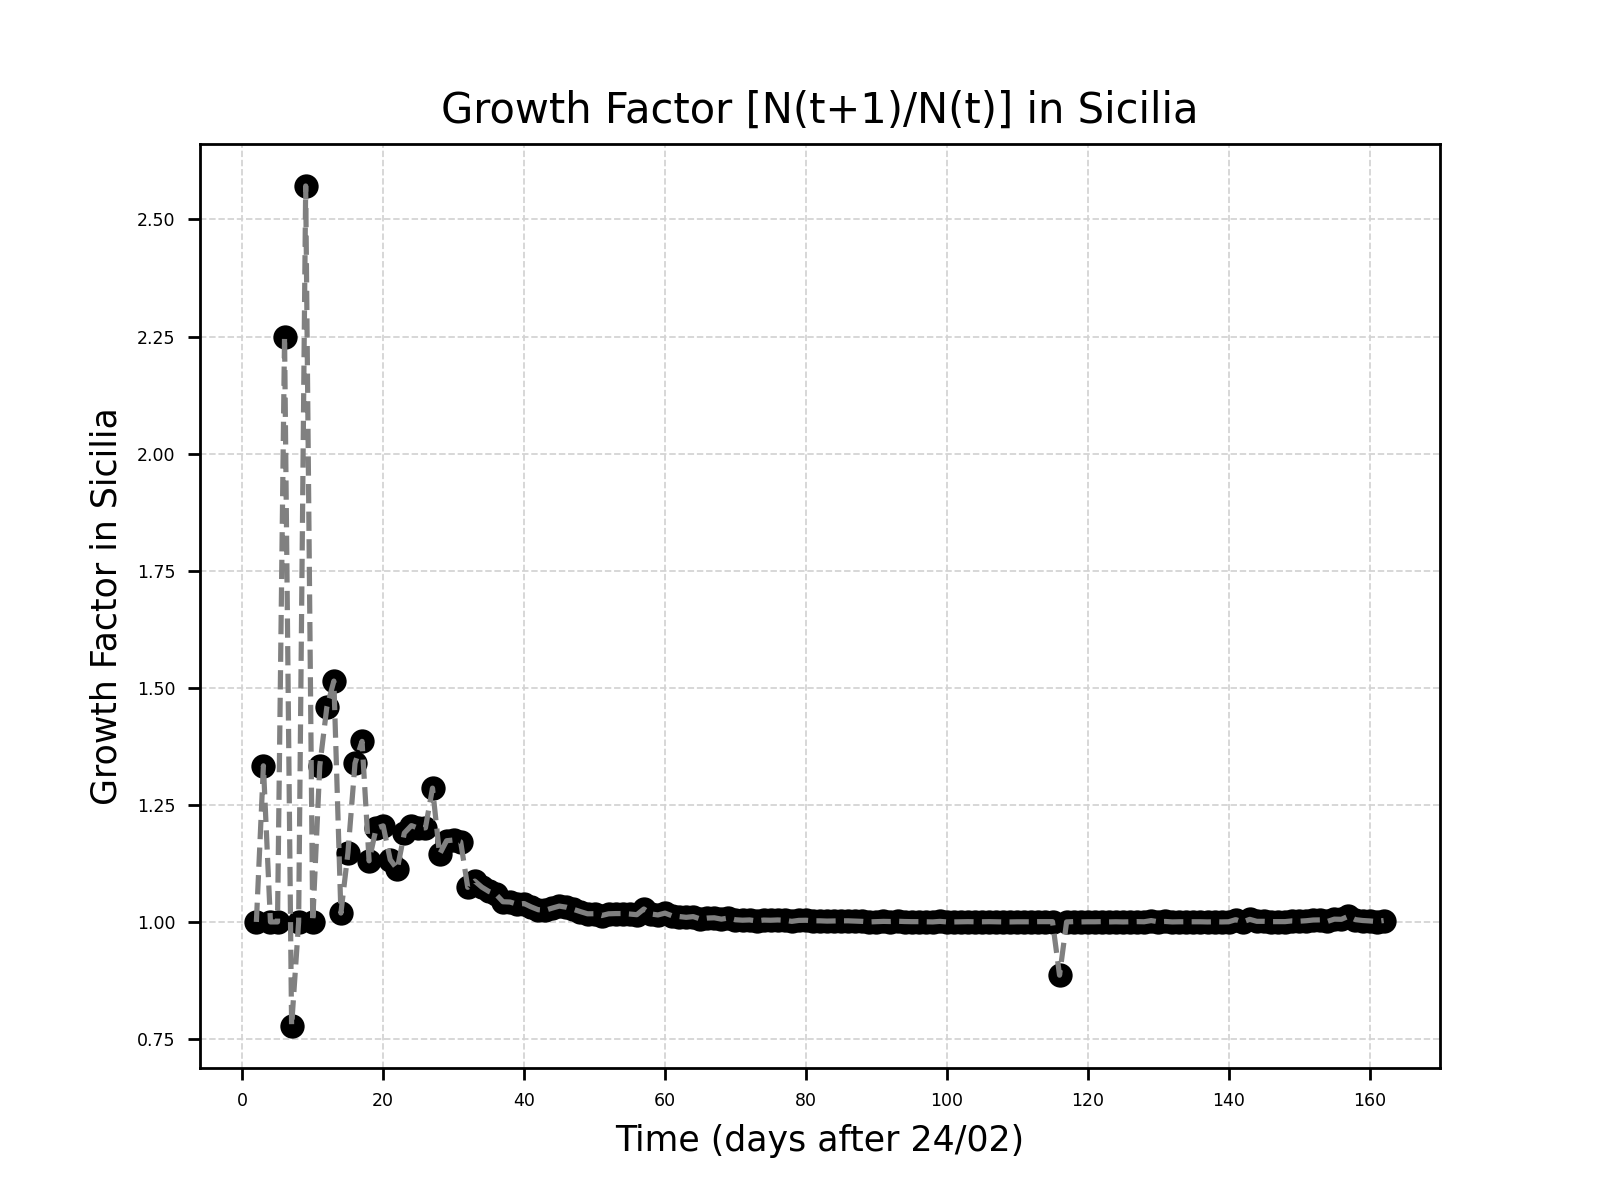 Growth Factor [N(t+1)/N(t)] in Sicilia
Growth Factor in Sicilia
2.50
2.25
2.00
1.75
1.50
1.25
1.00
0.75
0 20 40 60 80 100 120 140 160
Time (days after 24/02)